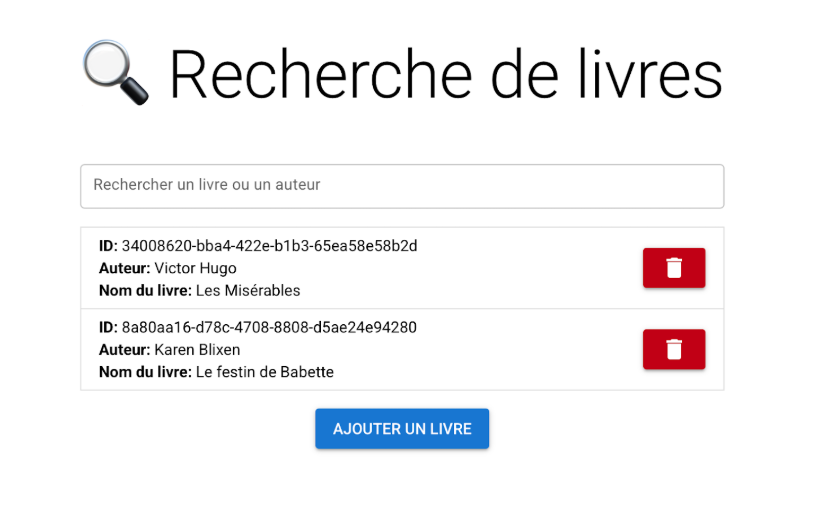 Recherche de livres
Rechercher un livre ou un auteur
ID: 34008620-bba4-422e-b1b3-65ea58e58b2d
Auteur: Victor Hugo
Nom du livre: Les Misérables
ID: 8a80aa16-d78c-4708-8808-d5ae24e94280
Auteur: Karen Blixen
Nom du livre: Le festin de Babette
AJOUTER UN LIVRE